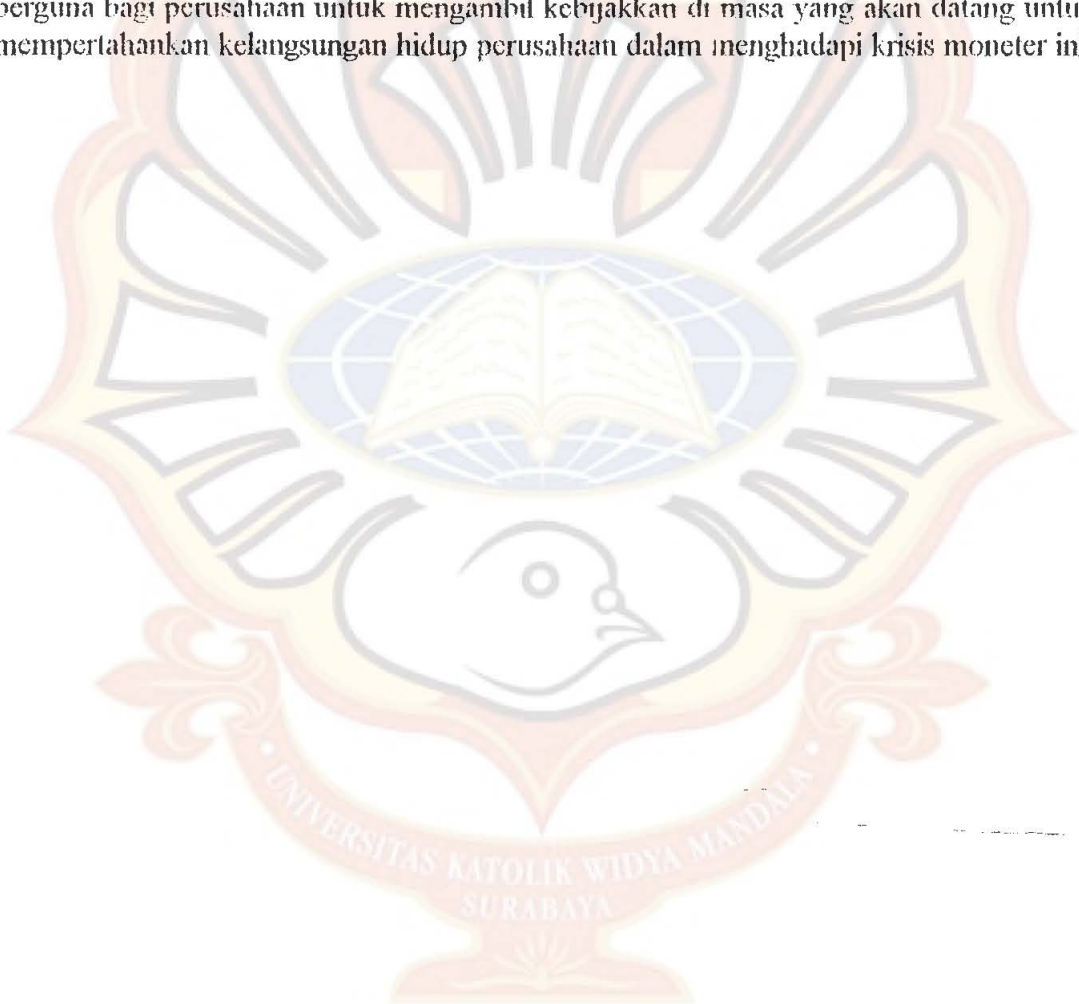 berguna bagi perusahaan untuk mengambil kebijakkan di masa yang akan datang untu
mempertahankan kelangsungan hidup perusahaan dalam menghadapi krisis moneter in
UNIVERSITAS KATOLIK WIDYA MANDALA
SURABAYA